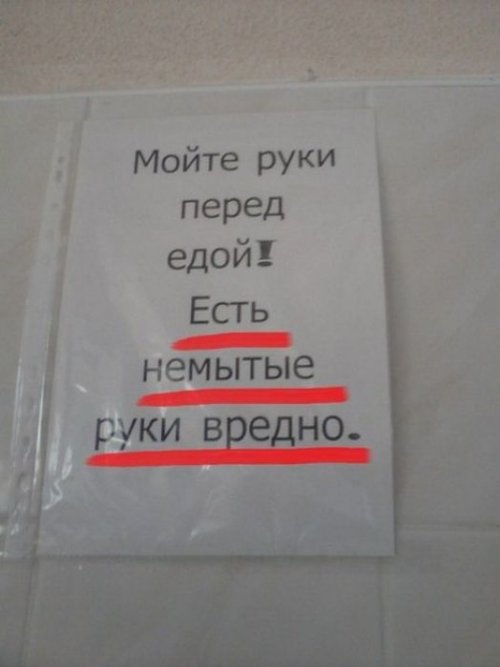 Мойте руки
перед
едой!
Есть
немытые
руки вредно.